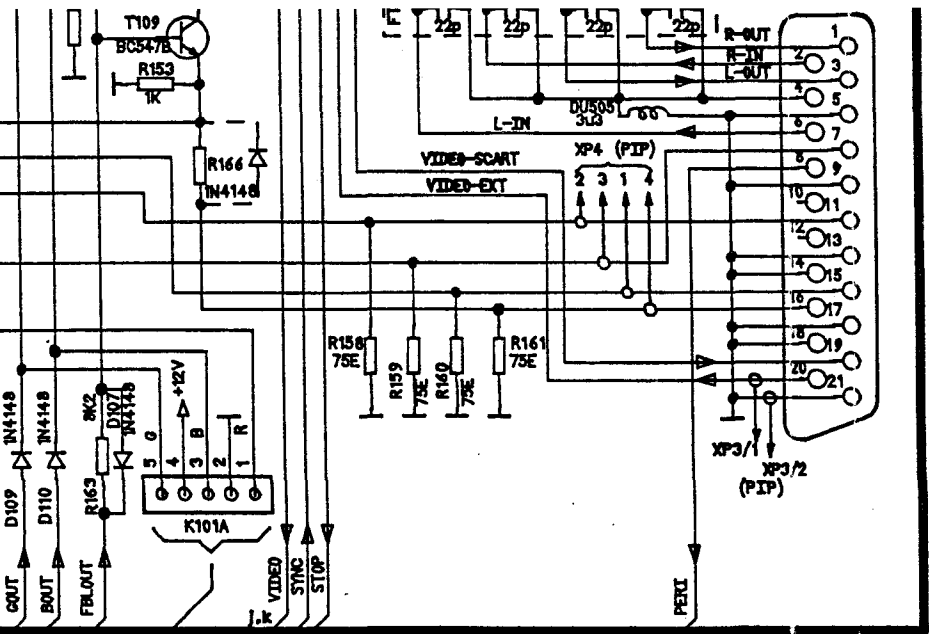 E
22p
22p
22p
22p
T109
BC547B
R-OUT
R-IN
L-OUT
1
2
3
4
5
6
7
8
9
10
11
12
13
14
15
16
17
18
19
20
21
R153
1K
DU505
3u3
L-IN
XP4 (PIP)
2 3 1 4
VIDEO-SCART
VIDEO-EXT
R166
1N4148
R158
75E
R159
75E
R160
75E
R161
75E
+12V
1N4148
1N4148
8K2
D107
1N4148
G
B
R
5 4 3 2 1
D109
D110
R163
K101A
XP3/1
XP3/2
(PIP)
GOUT
BOUT
FBLOUT
j.k
VIDEO
SYNC
STOP
PERI